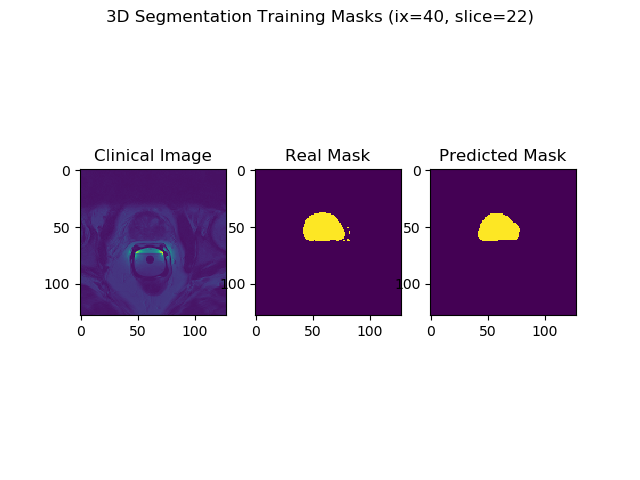 3D Segmentation Training Masks (ix=40, slice=22)
Clinical Image Real Mask Predicted Mask
0 0 0
50 50 50
100 100 100
0 50 100 0 50 100 0 50 100